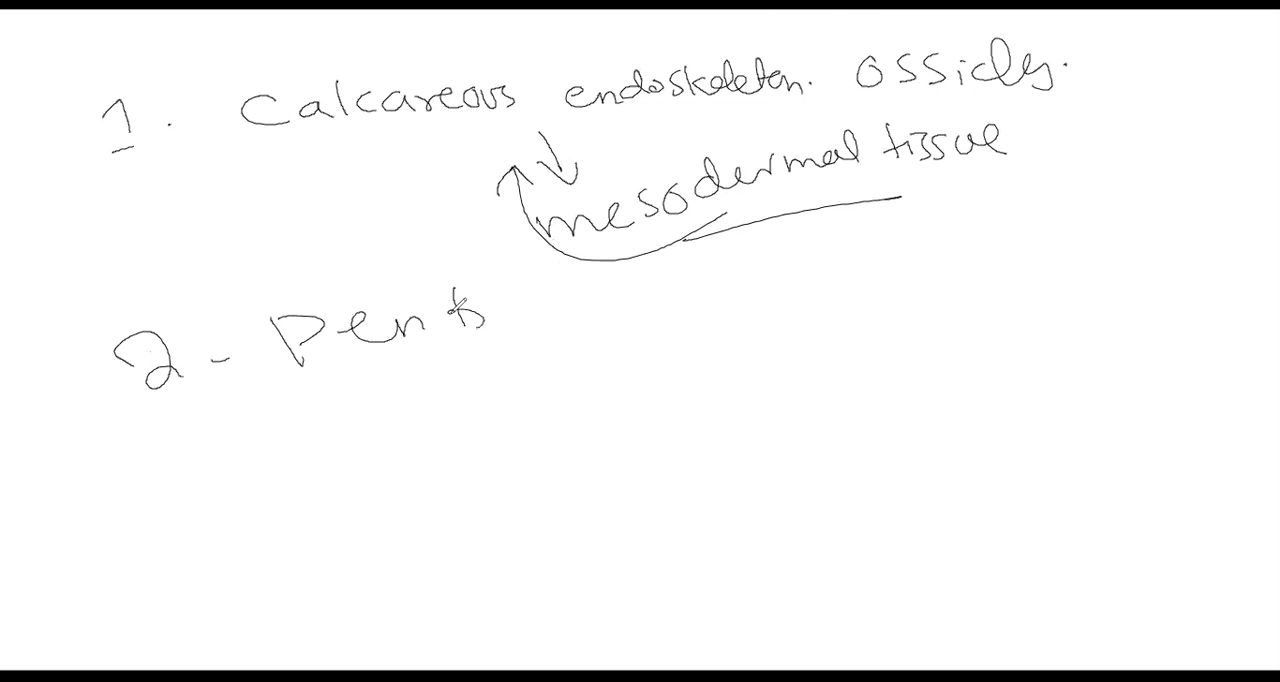 1. Calcareous endoskeleton. ossicles.
mesodermal tissue
2- Pent